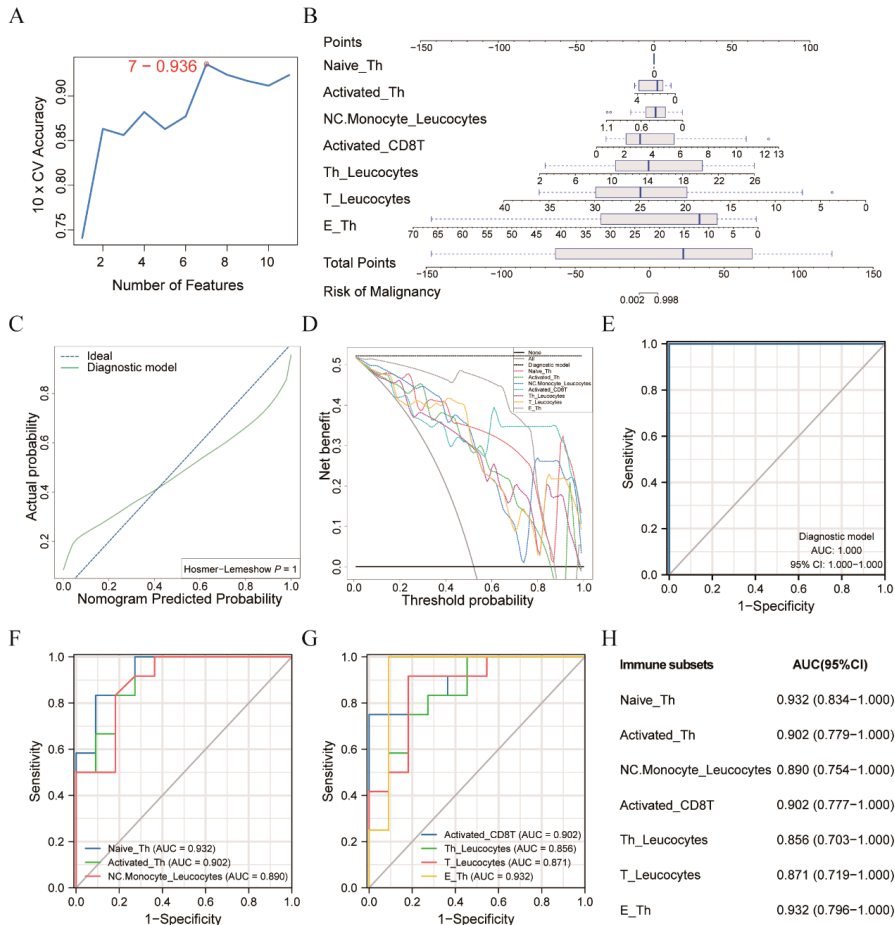 A
7 − 0.936
10 x CV Accuracy
0.75 0.80 0.85 0.90
2 4 6 8 10
Number of Features
B
Points
−150 −100 −50 0 50 100
Naive_Th
0
Activated_Th
4 0
NC.Monocyte_Leucocytes
1.1 0.6 0
Activated_CD8T
0 2 4 6 8 10 12 13
Th_Leucocytes
2 6 8 10 14 18 22 26
T_Leucocytes
40 35 30 25 20 15 10 5 0
E_Th
70 65 60 55 50 45 40 35 30 25 20 15 10 5 0
Total Points
−150 −100 −50 0 50 100 150
Risk of Malignancy
0.002 0.998
C
Ideal
Diagnostic model
Actual probability
0.2 0.4 0.6 0.8
Hosmer−Lemeshow P = 1
0.0 0.2 0.4 0.6 0.8 1.0
Nomogram Predicted Probability
D
None
All
Diagnostic model
Naive_Th
Activated_Th
NC.Monocyte_Leucocytes
Activated_CD8T
Th_Leucocytes
T_Leucocytes
E_Th
Net benefit
0.0 0.1 0.2 0.3 0.4 0.5
0.0 0.2 0.4 0.6 0.8 1.0
Threshold probability
E
Sensitivity
1.0
0.8
0.6
0.4
0.2
0.0
Diagnostic model
AUC: 1.000
95% CI: 1.000−1.000
0.0 0.2 0.4 0.6 0.8 1.0
1−Specificity
F
Sensitivity
1.0
0.8
0.6
0.4
0.2
0.0
Naive_Th (AUC = 0.932)
Activated_Th (AUC = 0.902)
NC.Monocyte_Leucocytes (AUC = 0.890)
0.0 0.2 0.4 0.6 0.8 1.0
1−Specificity
G
Sensitivity
1.0
0.8
0.6
0.4
0.2
0.0
Activated_CD8T (AUC = 0.902)
Th_Leucocytes (AUC = 0.856)
T_Leucocytes (AUC = 0.871)
E_Th (AUC = 0.932)
0.0 0.2 0.4 0.6 0.8 1.0
1−Specificity
H
Immune subsets AUC(95%CI)
Naive_Th 0.932 (0.834−1.000)
Activated_Th 0.902 (0.779−1.000)
NC.Monocyte_Leucocytes 0.890 (0.754−1.000)
Activated_CD8T 0.902 (0.777−1.000)
Th_Leucocytes 0.856 (0.703−1.000)
T_Leucocytes 0.871 (0.719−1.000)
E_Th 0.932 (0.796−1.000)